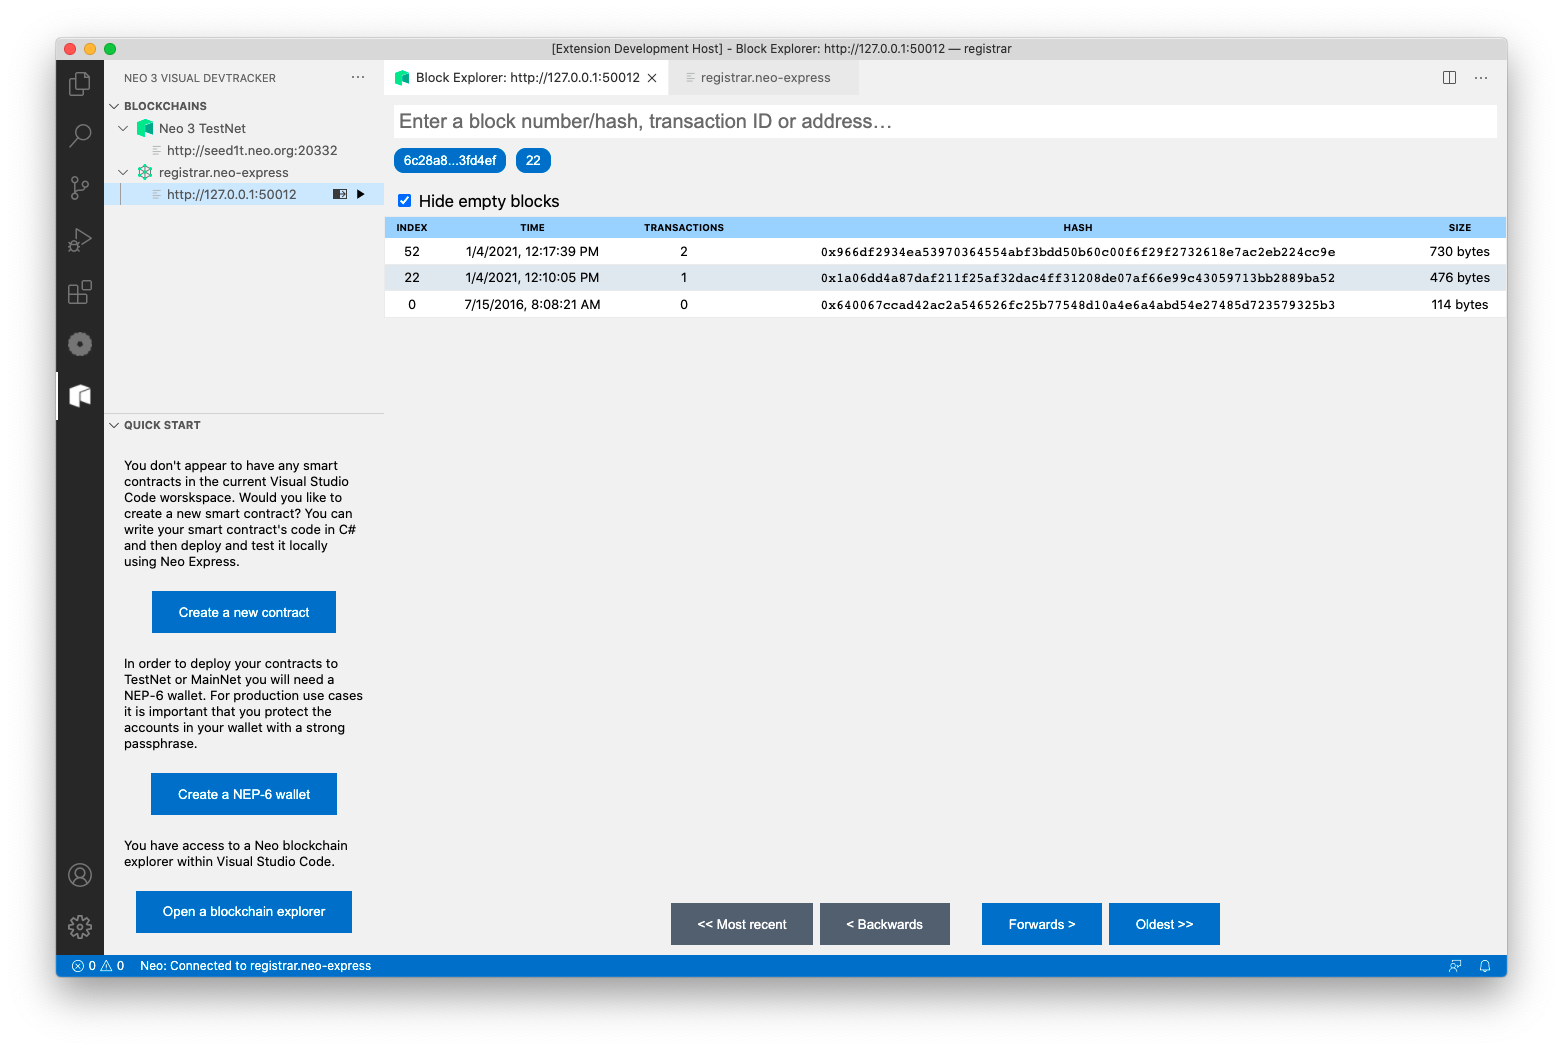 [Extension Development Host] - Block Explorer: http://127.0.0.1:50012 — registrar
NEO 3 VISUAL DEVTRACKER
BLOCKCHAINS
Neo 3 TestNet
http://seed1t.neo.org:20332
registrar.neo-express
http://127.0.0.1:50012
QUICK START
You don't appear to have any smart
contracts in the current Visual Studio
Code worskspace. Would you like to
create a new smart contract? You can
write your smart contract's code in C#
and then deploy and test it locally
using Neo Express.
Create a new contract
In order to deploy your contracts to
TestNet or MainNet you will need a
NEP-6 wallet. For production use cases
it is important that you protect the
accounts in your wallet with a strong
passphrase.
Create a NEP-6 wallet
You have access to a Neo blockchain
explorer within Visual Studio Code.
Open a blockchain explorer
Block Explorer: http://127.0.0.1:50012
registrar.neo-express
Enter a block number/hash, transaction ID or address…
6c28a8...3fd4ef 22
Hide empty blocks
INDEX TIME TRANSACTIONS HASH SIZE
52 1/4/2021, 12:17:39 PM 2 0x966df2934ea53970364554abf3bdd50b60c00f6f29f2732618e7ac2eb224cc9e 730 bytes
22 1/4/2021, 12:10:05 PM 1 0x1a06dd4a87daf211f25af32dac4ff31208de07af66e99c43059713bb2889ba52 476 bytes
0 7/15/2016, 8:08:21 AM 0 0x640067ccad42ac2a546526fc25b77548d10a4e6a4abd54e27485d723579325b3 114 bytes
<< Most recent < Backwards Forwards > Oldest >>
0 0 Neo: Connected to registrar.neo-express